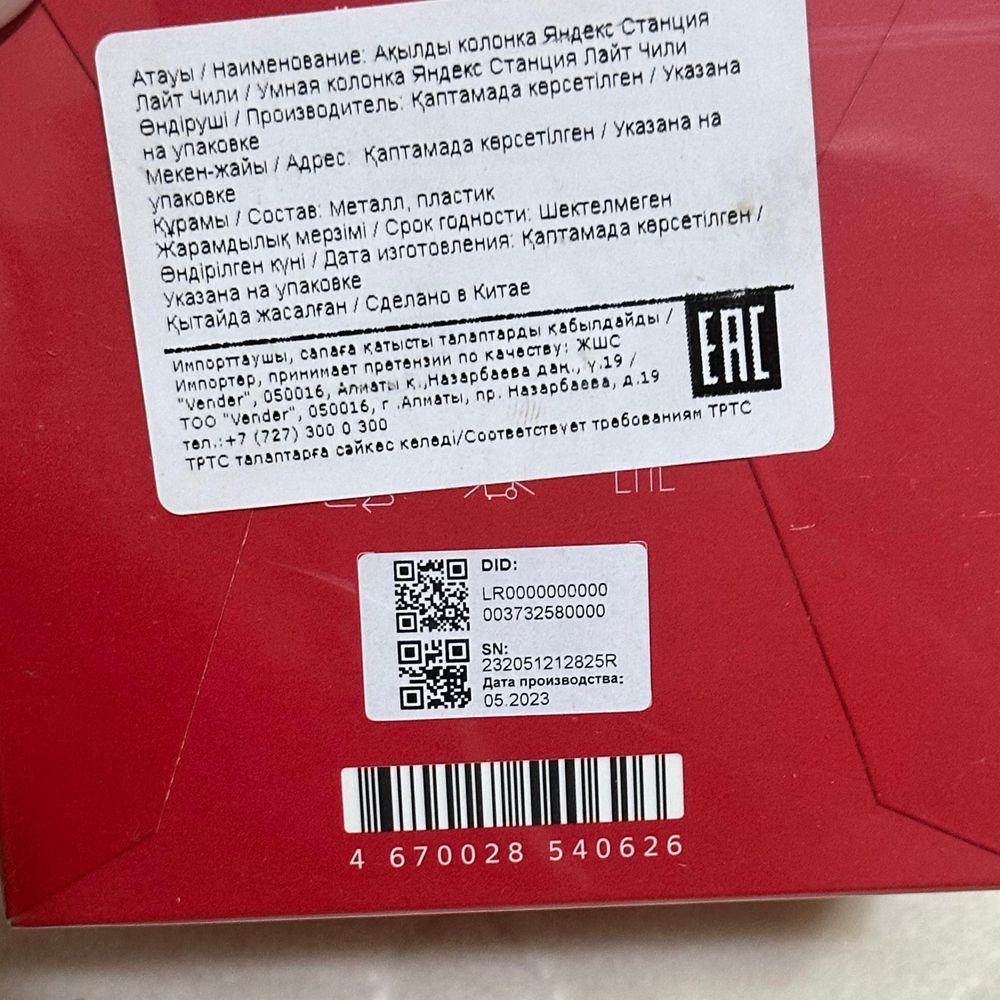 Атауы / Наименование: Ақылды колонка Яндекс Станция
Лайт Чили / Умная колонка Яндекс Станция Лайт Чили
Өндіруші / Производитель: Қаптамада көрсетілген / Указана
на упаковке
Мекен-жайы / Адрес: Қаптамада көрсетілген / Указана на
упаковке
Құрамы / Состав: Металл, пластик
Жарамдылық мерзімі / Срок годности: Шектелмеген
Өндірілген күні / Дата изготовления: Қаптамада көрсетілген /
Указана на упаковке
Қытайда жасалған / Сделано в Китае
Импорттаушы, сапаға қатысты талаптарды қабылдайды /
Импортер, принимает претензии по качеству: ЖШС
"Vender", 050016, Алматы к.,Назарбаева дан., ү.19 /
ТОО "Vender", 050016, г .Алматы, пр. Назарбаева, д.19
тел.:+7 (727) 300 0 300
ТРТС талаптарға сәйкес келеді/Соответствует требованиям ТРТС
EAC
DID:
LR0000000000
003732580000
SN:
232051212825R
Дата производства:
05.2023
4 670028 540626